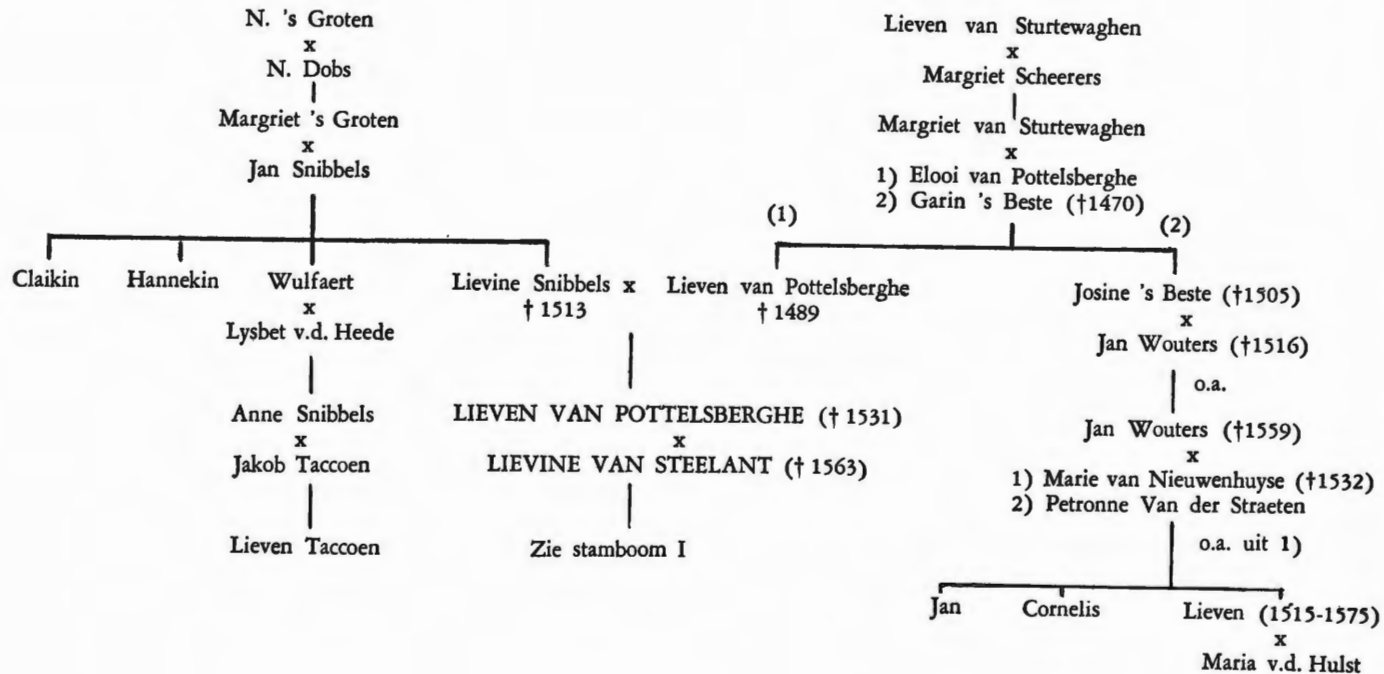 N. 's Groten
x
N. Dobs
Margriet 's Groten
x
Jan Snibbels
Claikin
Hannekin
Wulfaert
x
Lysbet v.d. Heede
Anne Snibbels
x
Jakob Taccoen
Lieven Taccoen
Lieven van Sturtewaghen
x
Margriet Scheerers
Margriet van Sturtewaghen
x
1) Elooi van Pottelsberghe
2) Garin 's Beste (†1470)
(1)
(2)
Lievine Snibbels x Lieven van Pottelsberghe
† 1513
† 1489
LIEVEN VAN POTTELSBERGHE († 1531)
x
LIEVINE VAN STEELANT († 1563)
Zie stamboom I
Josine 's Beste (†1505)
x
Jan Wouters (†1516)
o.a.
Jan Wouters (†1559)
x
1) Marie van Nieuwenhuyse (†1532)
2) Petronne Van der Straeten
o.a. uit 1)
Jan
Cornelis
Lieven (1515-1575)
x
Maria v.d. Hulst